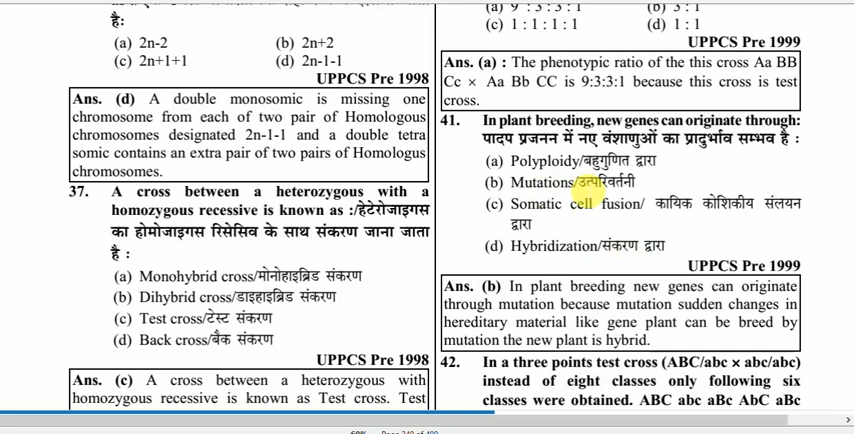 है:
(a) 2n-2 (b) 2n+2
(c) 2n+1+1 (d) 2n-1-1
UPPCS Pre 1998
Ans. (d) A double monosomic is missing one
chromosome from each of two pair of Homologous
chromosomes designated 2n-1-1 and a double tetra
somic contains an extra pair of two pairs of Homologus
chromosomes.
37. A cross between a heterozygous with a
homozygous recessive is known as :/हेटेरोजाइगस
का होमोजाइगस रिसेसिव के साथ संकरण जाना जाता
है :
(a) Monohybrid cross/मोनोहाइब्रिड संकरण
(b) Dihybrid cross/डाइहाइब्रिड संकरण
(c) Test cross/टेस्ट संकरण
(d) Back cross/बैक संकरण
UPPCS Pre 1998
Ans. (c) A cross between a heterozygous with
homozygous recessive is known as Test cross. Test
(a) 9 : 3 : 3 : 1 (b) 3 : 1
(c) 1 : 1 : 1 : 1 (d) 1 : 1
UPPCS Pre 1999
Ans. (a) : The phenotypic ratio of the this cross Aa BB
Cc × Aa Bb CC is 9:3:3:1 because this cross is test
cross.
41. In plant breeding, new genes can originate through:
पादप प्रजनन में नए वंशाणुओं का प्रादुर्भाव सम्भव है :
(a) Polyploidy/बहुगुणित द्वारा
(b) Mutations/उत्परिवर्तनी
(c) Somatic cell fusion/ कायिक कोशिकीय संलयन
द्वारा
(d) Hybridization/संकरण द्वारा
UPPCS Pre 1999
Ans. (b) In plant breeding new genes can originate
through mutation because mutation sudden changes in
hereditary material like gene plant can be breed by
mutation the new plant is hybrid.
42. In a three points test cross (ABC/abc × abc/abc)
instead of eight classes only following six
classes were obtained. ABC abc aBc AbC aBc